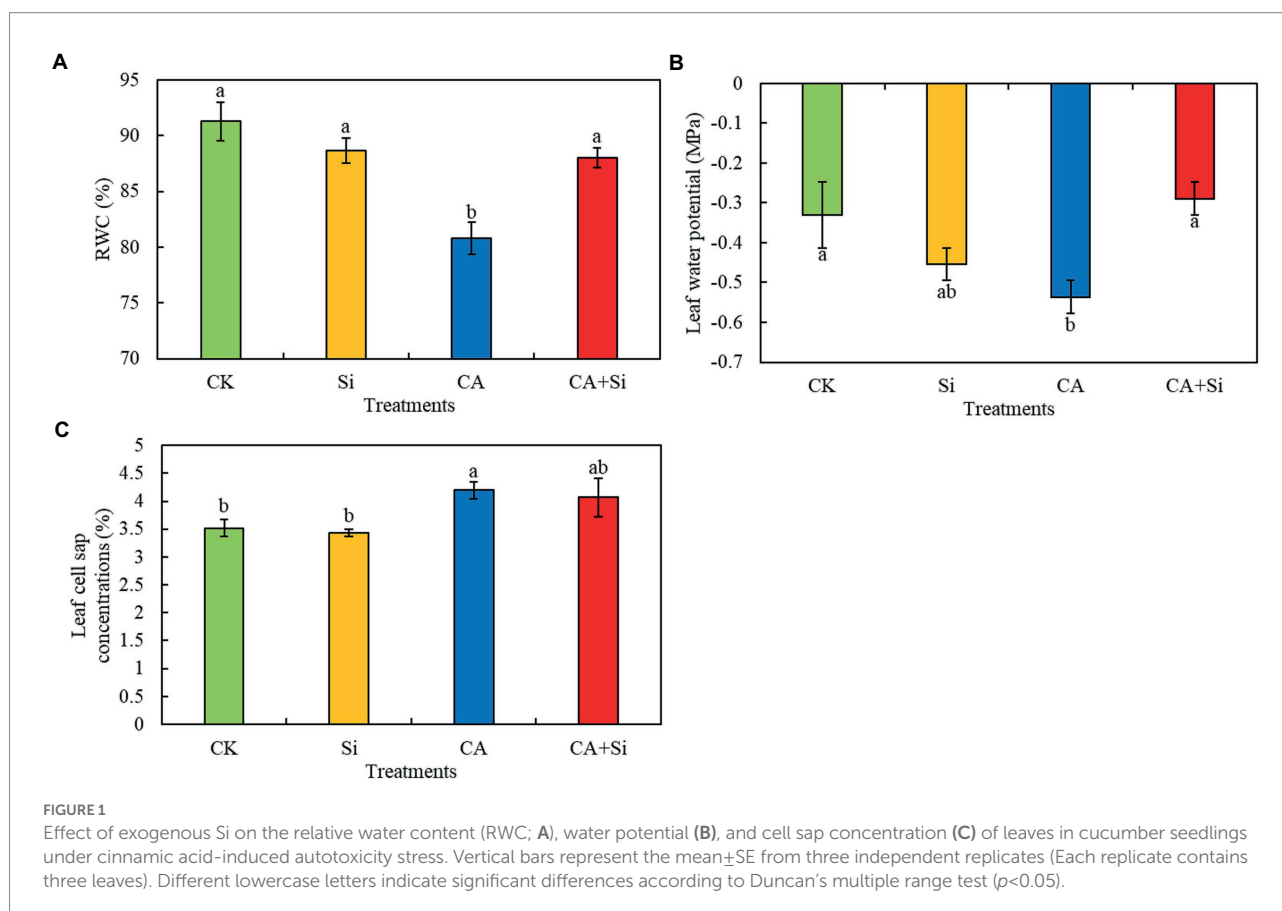 A
95
90
85
80
75
70
RWC (%)
a
a
b
a
CK Si CA CA+Si
Treatments
B
0
-0.1
-0.2
-0.3
-0.4
-0.5
-0.6
-0.7
Leaf water potential (MPa)
a
ab
b
a
CK Si CA CA+Si
Treatments
C
5
4.5
4
3.5
3
2.5
2
1.5
1
0.5
0
Leaf cell sap
concentrations (%)
b
b
a
ab
CK Si CA CA+Si
Treatments
FIGURE 1
Effect of exogenous Si on the relative water content (RWC; A), water potential (B), and cell sap concentration (C) of leaves in cucumber seedlings
under cinnamic acid-induced autotoxicity stress. Vertical bars represent the mean±SE from three independent replicates (Each replicate contains
three leaves). Different lowercase letters indicate significant differences according to Duncan’s multiple range test (p<0.05).